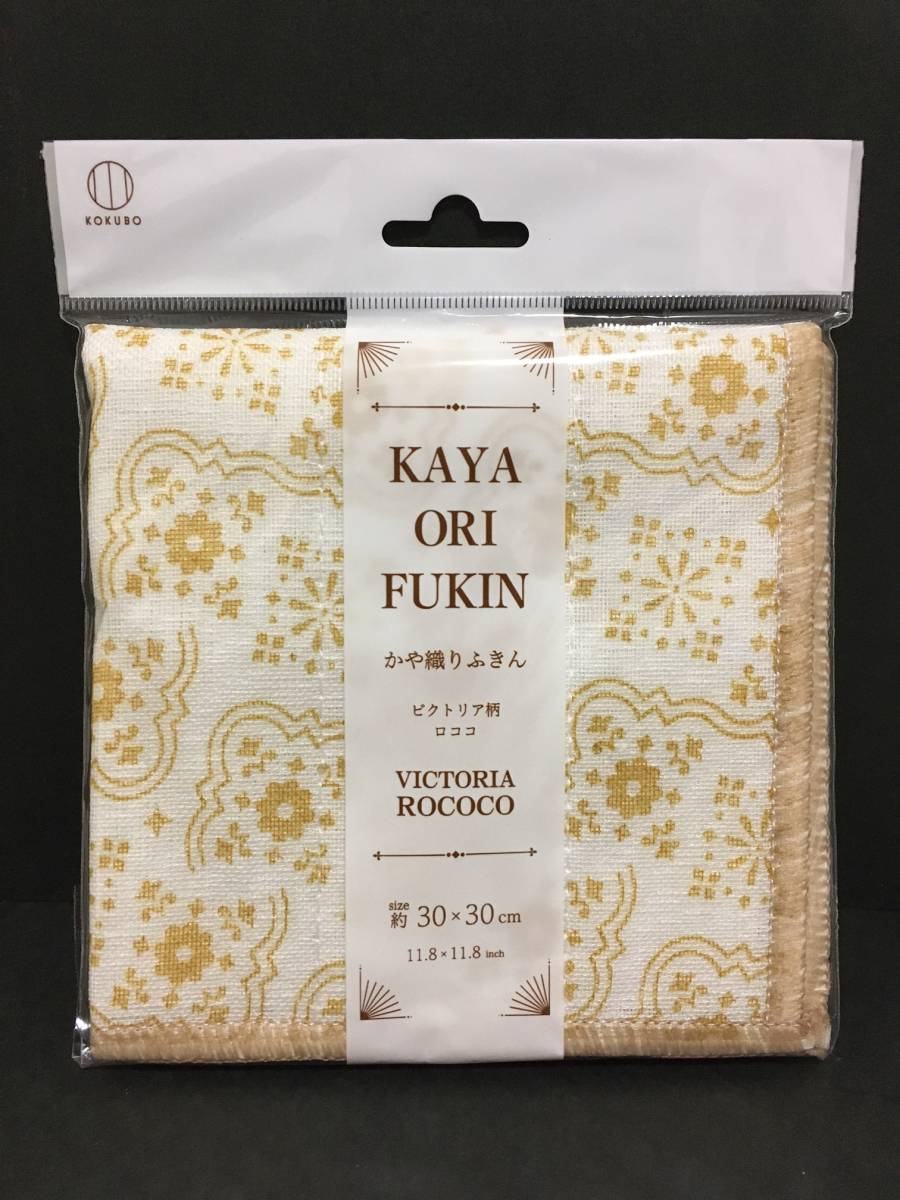 KOKUBO
KAYA
ORI
FUKIN
かや織りふきん
ビクトリア柄
ロココ
VICTORIA
ROCOCO
size
約 30×30cm
11.8×11.8 inch